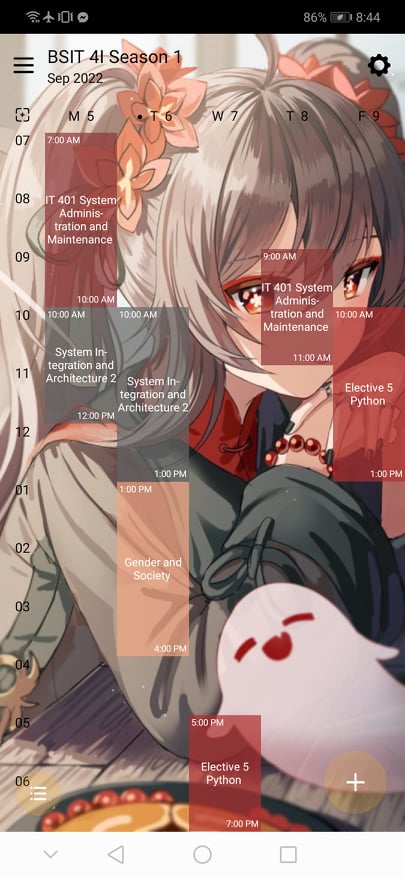 86% 8:44
BSIT 4I Season 1
Sep 2022
M 5 • T 6 W 7 T 8 F 9
07
08
09
10
11
12
01
02
03
04
05
06
7:00 AM
IT 401 System
Adminis-
tration and
Maintenance
10:00 AM
10:00 AM
System In-
tegration and
Architecture 2
12:00 PM
10:00 AM
System In-
tegration and
Architecture 2
1:00 PM
1:00 PM
Gender and
Society
4:00 PM
5:00 PM
Elective 5
Python
7:00 PM
9:00 AM
IT 401 System
Adminis-
tration and
Maintenance
11:00 AM
10:00 AM
Elective 5
Python
1:00 PM